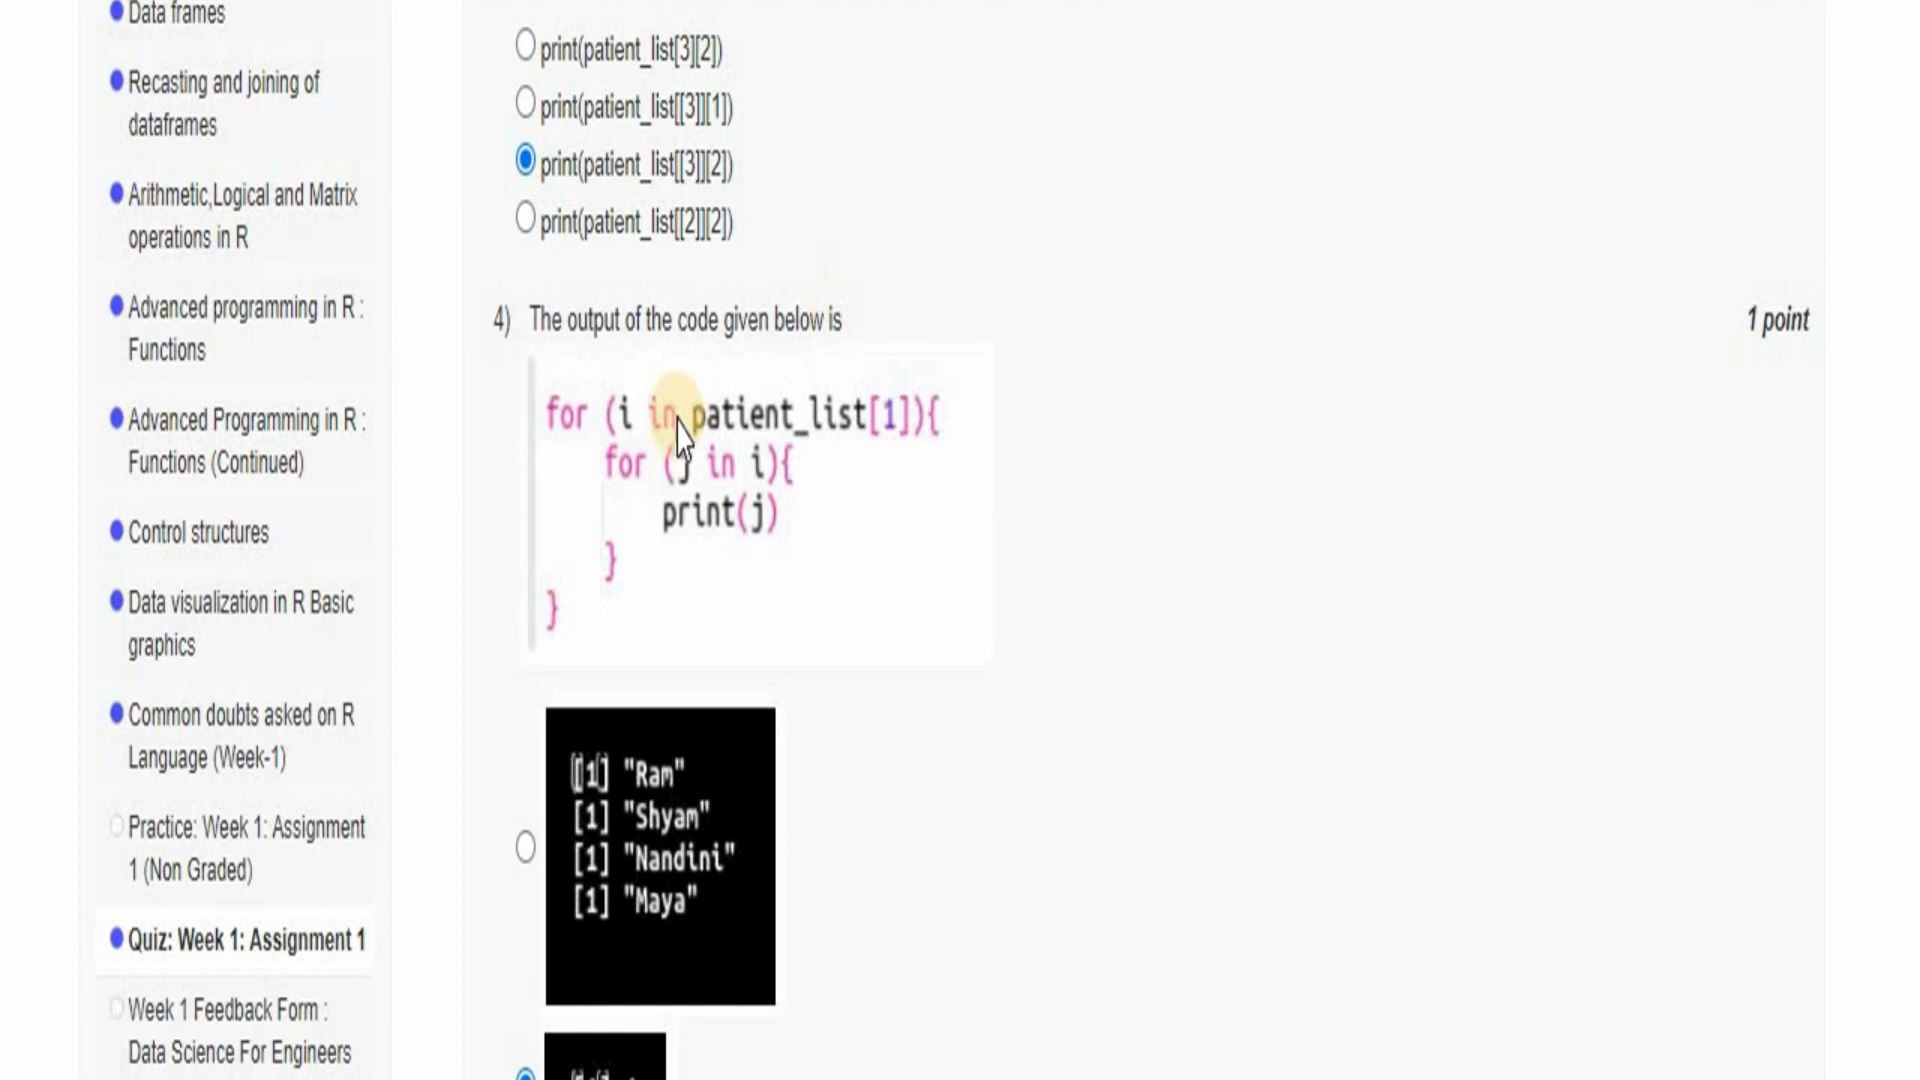 Data frames
Recasting and joining of
dataframes
Arithmetic,Logical and Matrix
operations in R
Advanced programming in R :
Functions
Advanced Programming in R :
Functions (Continued)
Control structures
Data visualization in R Basic
graphics
Common doubts asked on R
Language (Week-1)
Practice: Week 1: Assignment
1 (Non Graded)
Quiz: Week 1: Assignment 1
Week 1 Feedback Form :
Data Science For Engineers
print(patient_list[3][2])
print(patient_list[[3]][1])
print(patient_list[[3]][2])
print(patient_list[[2]][2])
4) The output of the code given below is
1 point
for (i in patient_list[1]){
for (j in i){
print(j)
}
}
[1] "Ram"
[1] "Shyam"
[1] "Nandini"
[1] "Maya"